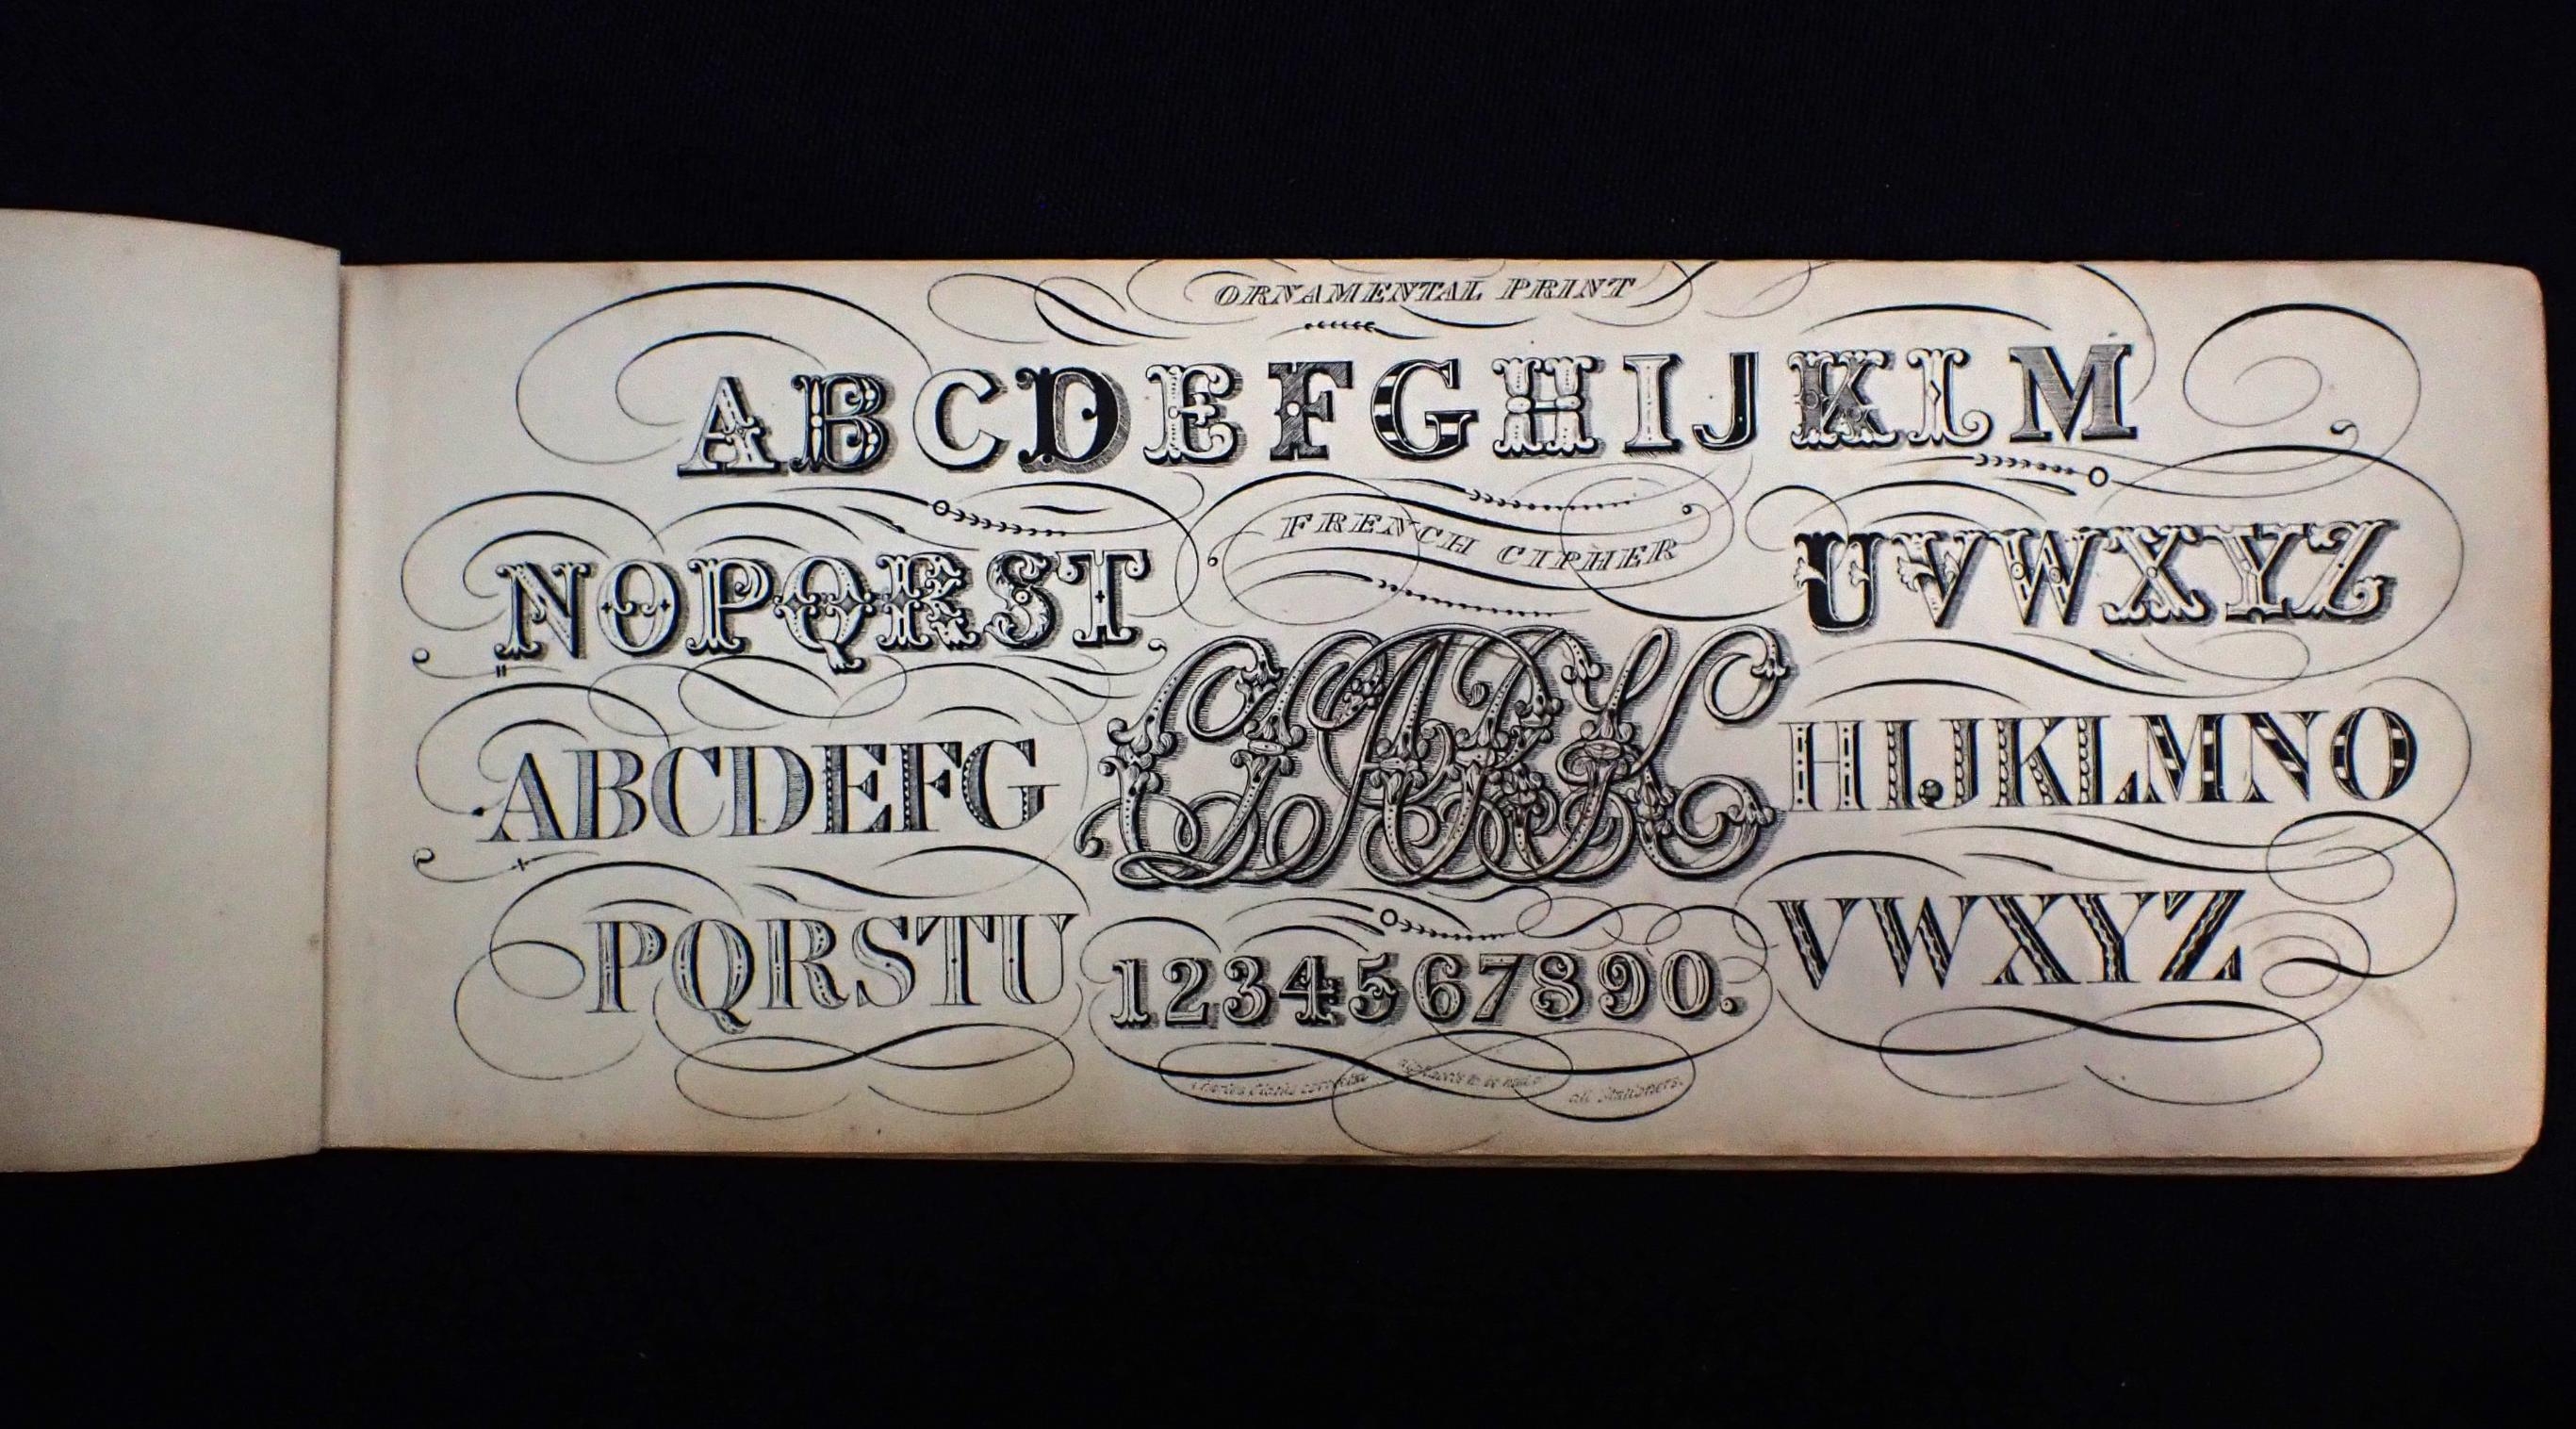 ORNAMENTAL PRINT
ABCDEFGHIJKLM
FRENCH CIPHER
NOPQRST
UVWXYZ
ABCDEFG
HIJKLMNO
PQRSTU
1234567890.
VWXYZ
all Stationers.